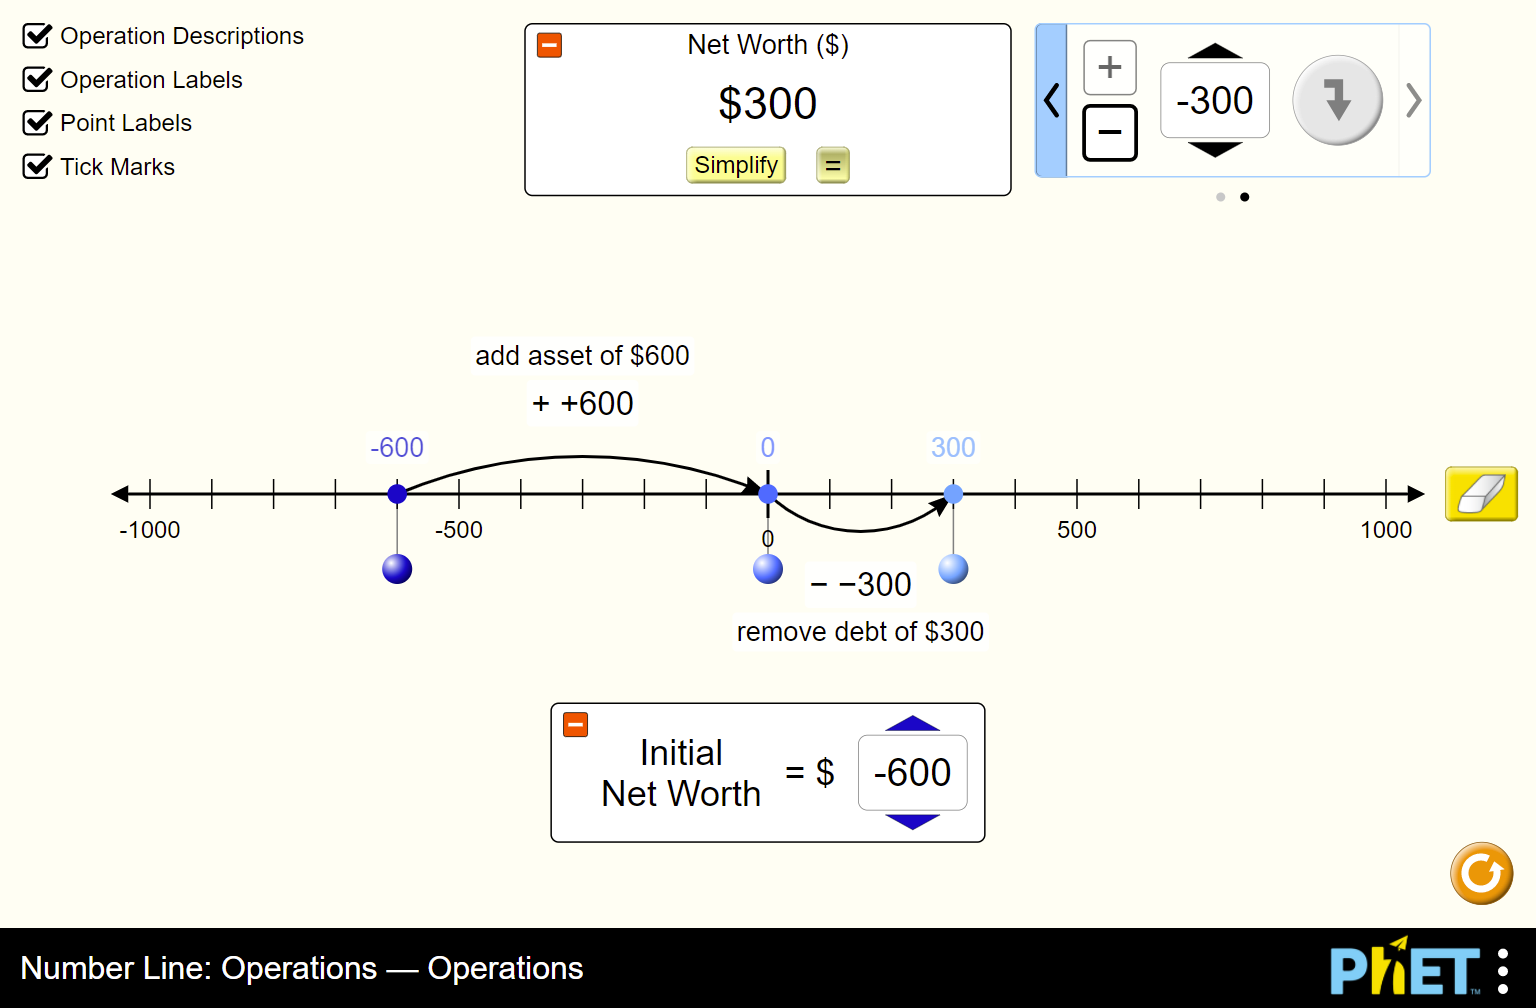 Operation Descriptions
Operation Labels
Point Labels
Tick Marks
Net Worth ($)
$300
Simplify
=
+
−
-300
add asset of $600
+ +600
-600
0
300
-1000
-500
0
500
1000
− −300
remove debt of $300
Initial
Net Worth
= $
-600
Number Line: Operations — Operations
PhET™